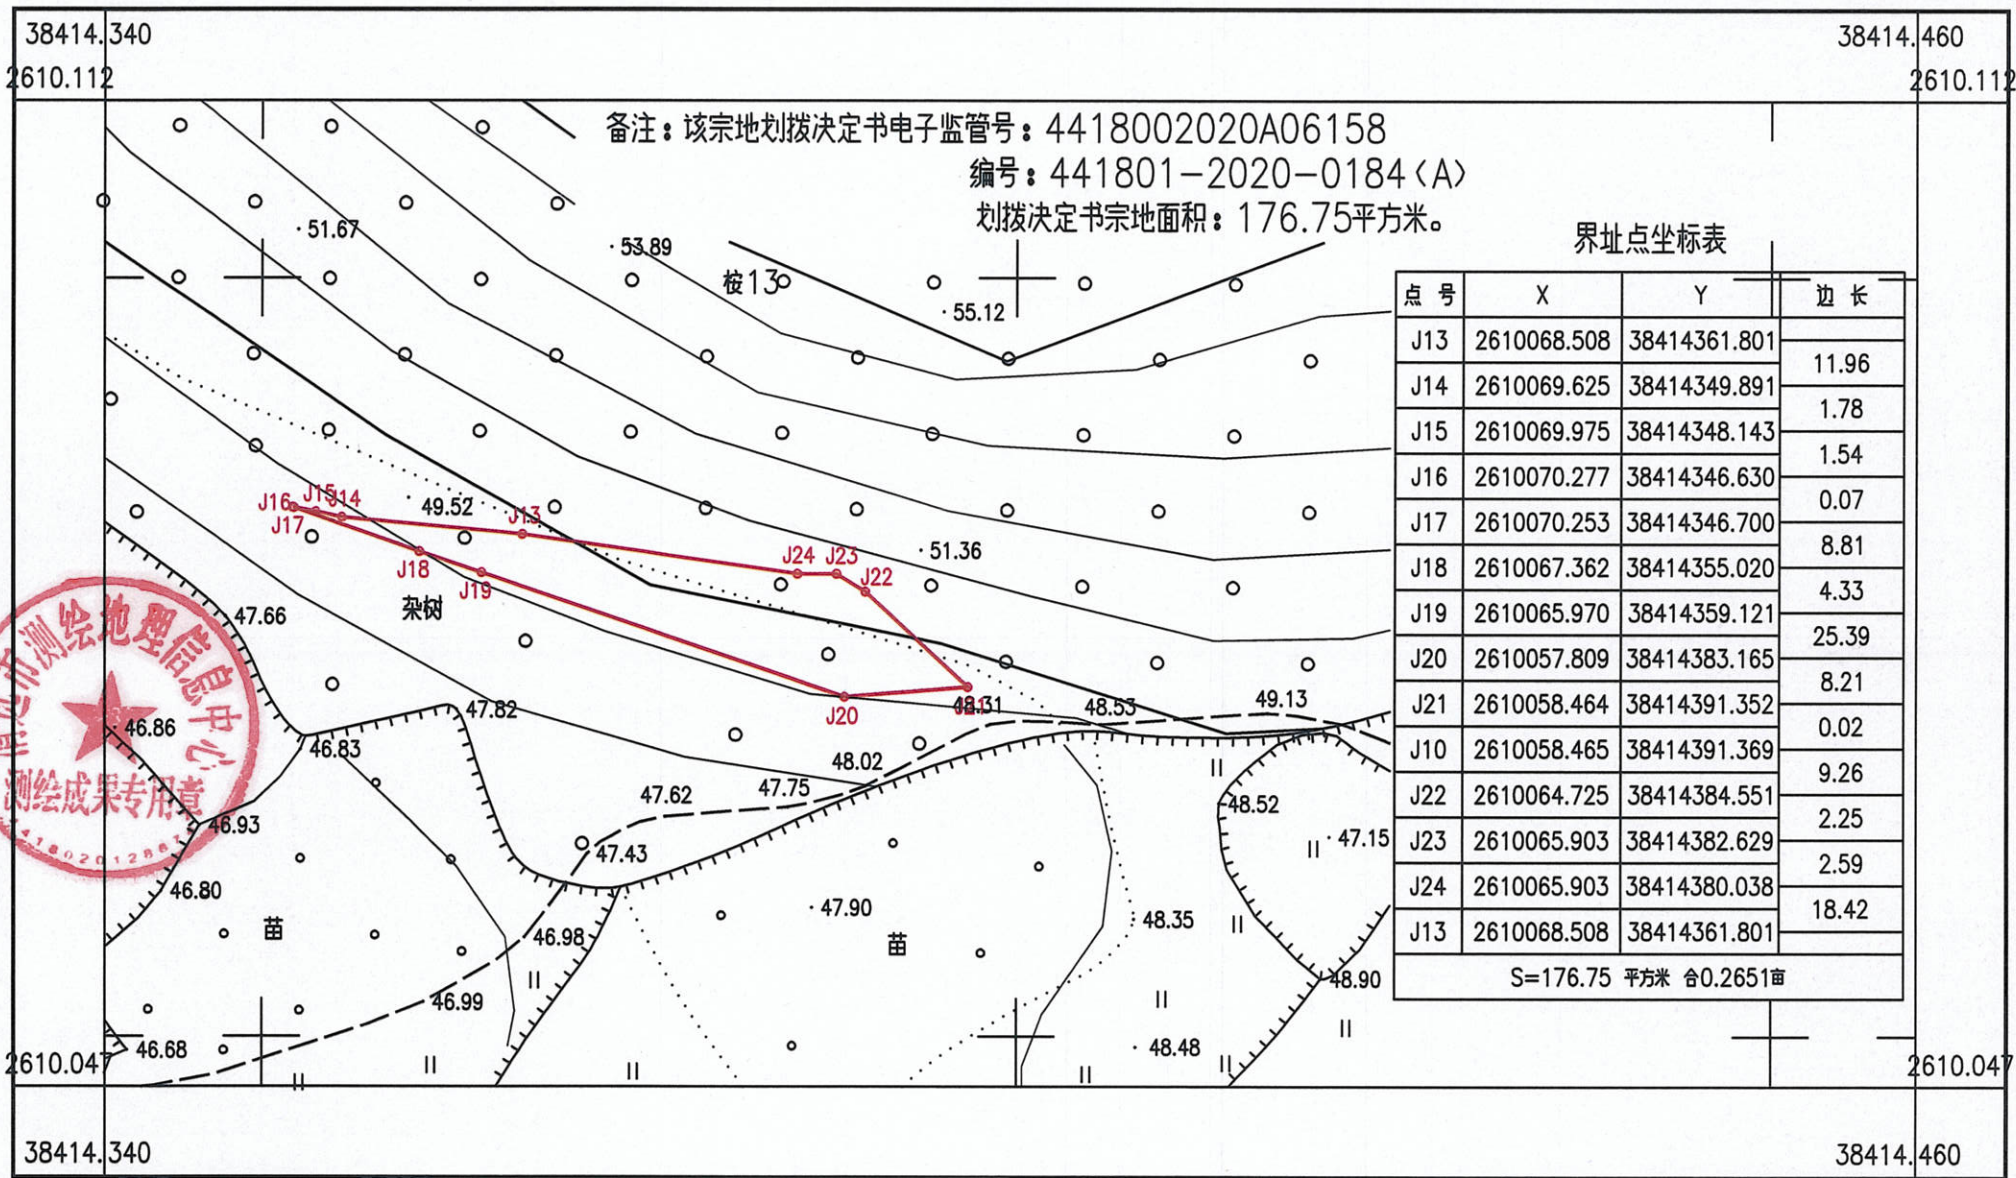 38414.340
38414.460
2610.112
2610.112
备注：该宗地划拨决定书电子监管号：4418002020A06158
编号：441801-2020-0184〈A〉
划拨决定书宗地面积：176.75平方米。
界址点坐标表
点号 X Y 边长
J13 2610068.508 38414361.801
11.96
J14 2610069.625 38414349.891
1.78
J15 2610069.975 38414348.143
1.54
J16 2610070.277 38414346.630
0.07
J17 2610070.253 38414346.700
8.81
J18 2610067.362 38414355.020
4.33
J19 2610065.970 38414359.121
25.39
J20 2610057.809 38414383.165
8.21
J21 2610058.464 38414391.352
0.02
J10 2610058.465 38414391.369
9.26
J22 2610064.725 38414384.551
2.25
J23 2610065.903 38414382.629
2.59
J24 2610065.903 38414380.038
18.42
J13 2610068.508 38414361.801
S=176.75 平方米 合0.2651亩
51.67
53.89
桉13
55.12
49.52
J16
J15
J14
J17
J13
J24
J23
51.36
J22
J18
J19
杂树
47.66
J20
48.31
48.53
49.13
47.82
46.86
46.83
48.02
47.75
47.62
48.52
46.93
47.43
47.15
46.80
47.90
48.35
苗
46.98
苗
46.99
48.90
46.68
48.48
测绘地理信息中心
测绘成果专用章
2610.047
2610.047
38414.340
38414.460